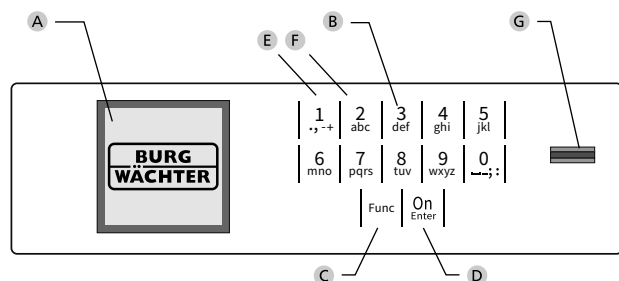 A
E F B G
1 2 3 4 5
.,-+ abc def ghi jkl
BURG
WÄCHTER
6 7 8 9 0
mno pqrs tuv wxyz ⎵–;:
Func On
Enter
C D